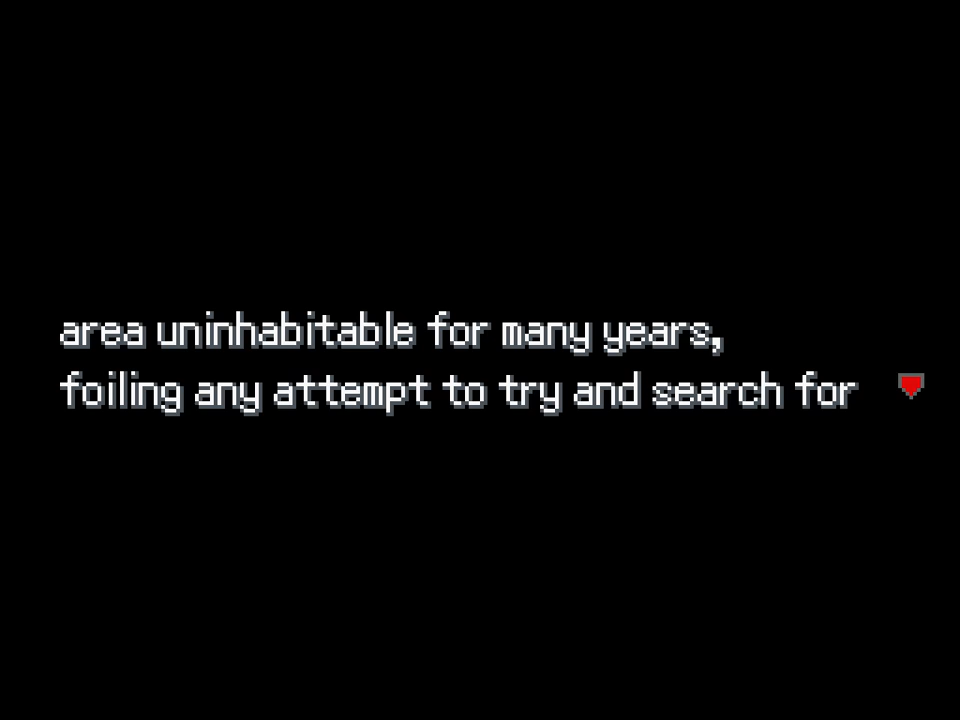 area uninhabitable for many years,
foiling any attempt to try and search for